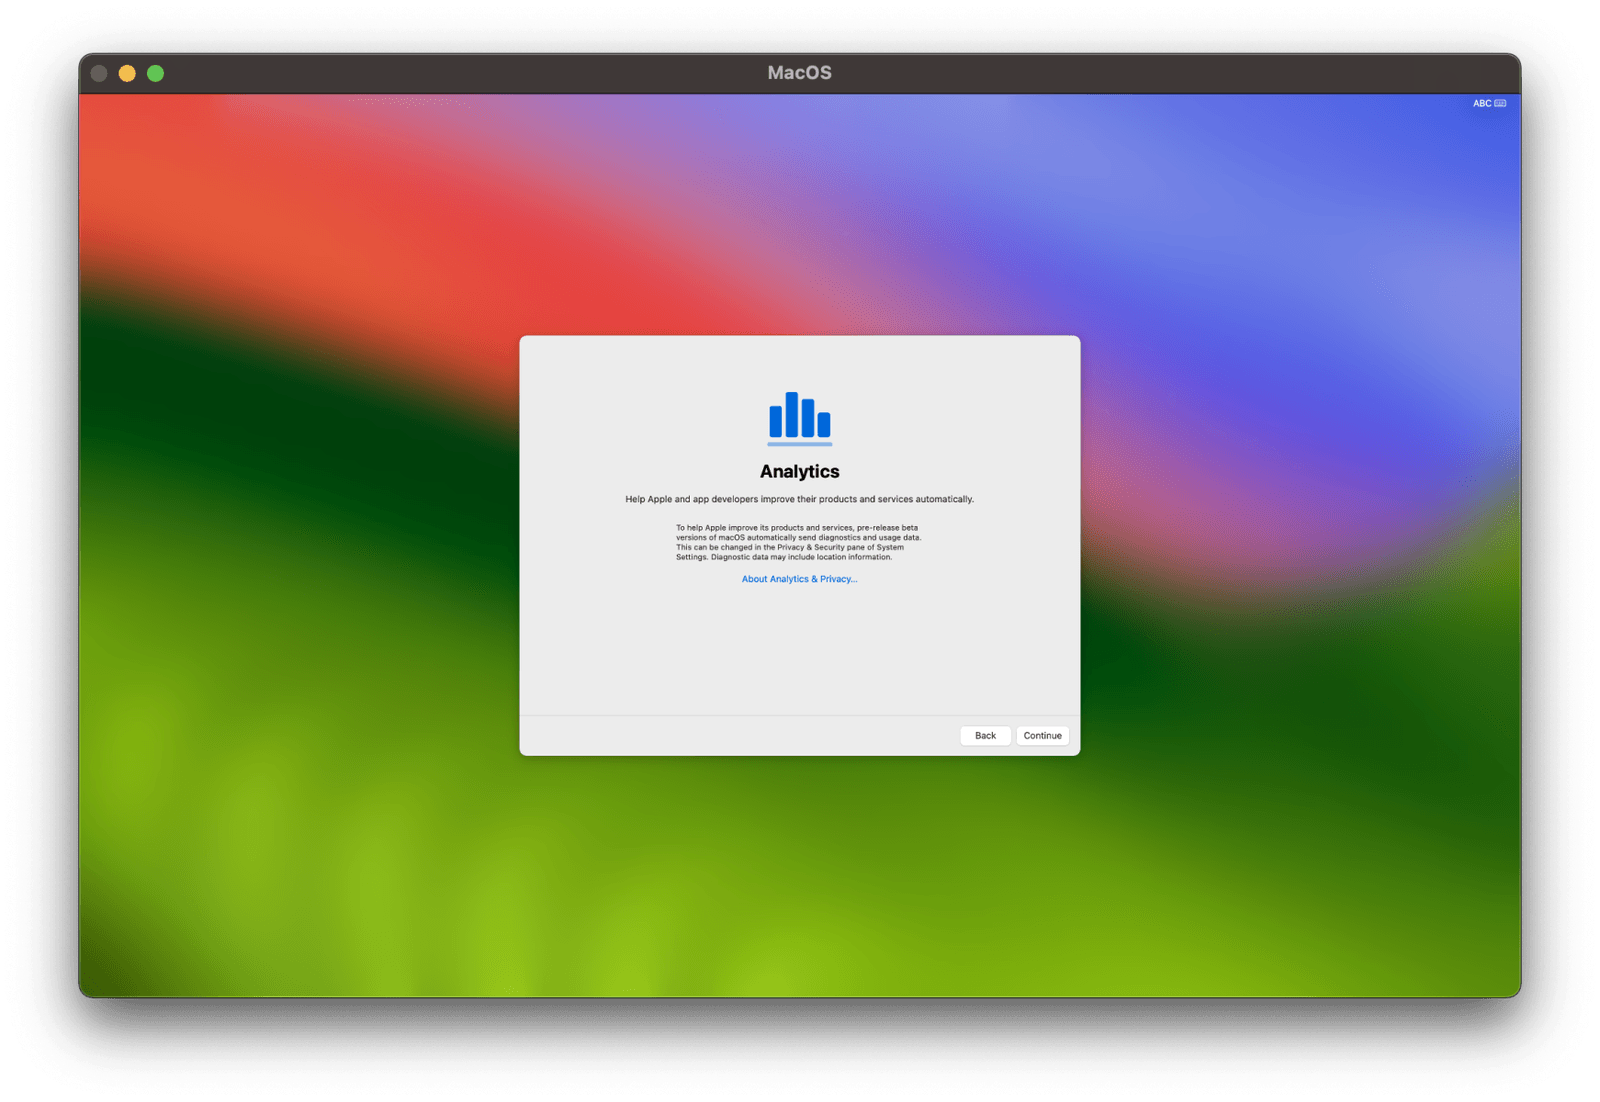 MacOS
ABC
Analytics
Help Apple and app developers improve their products and services automatically.
To help Apple improve its products and services, pre-release beta
versions of macOS automatically send diagnostics and usage data.
This can be changed in the Privacy & Security pane of System
Settings. Diagnostic data may include location information.
About Analytics & Privacy...
Back
Continue